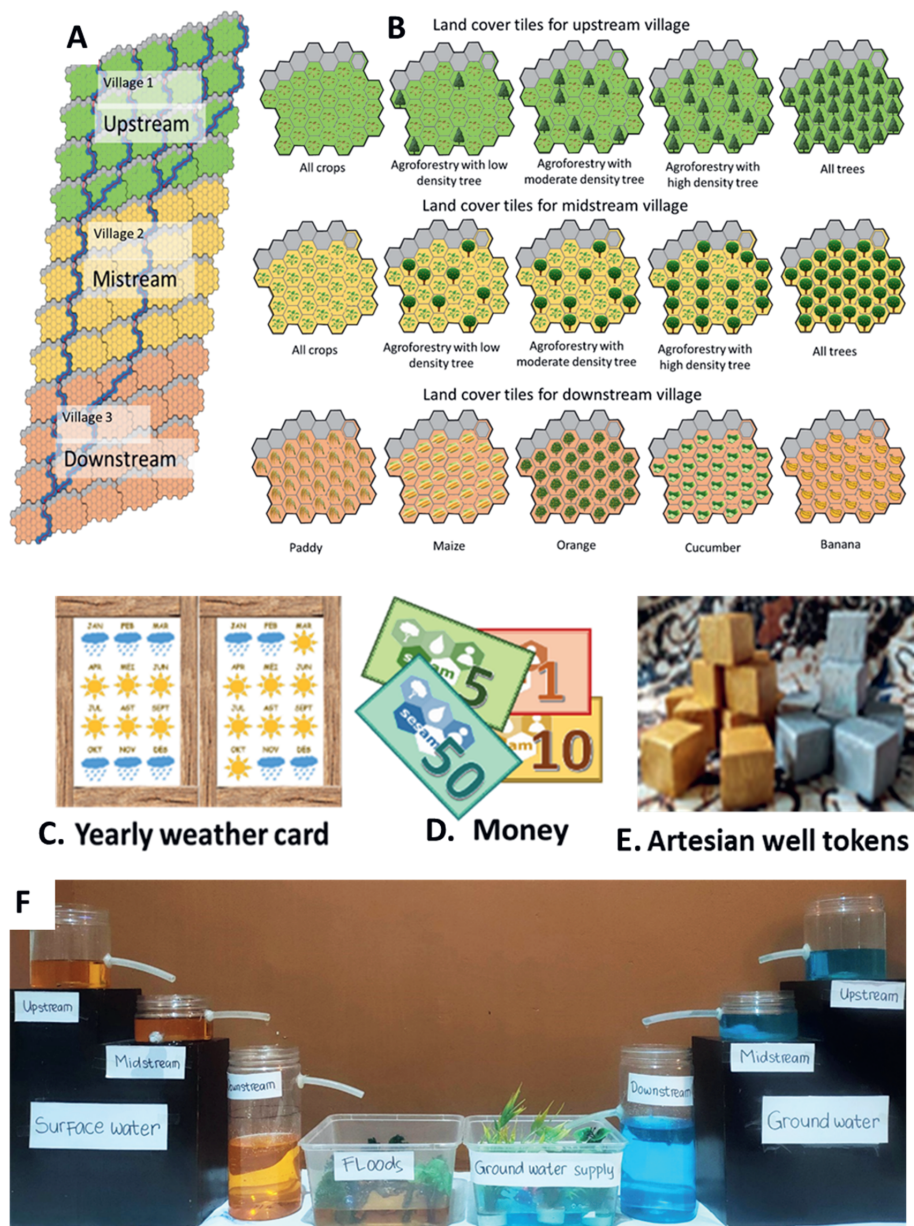 A
Village 1
Upstream
Village 2
Mistream
Village 3
Downstream
B
Land cover tiles for upstream village
All crops
Agroforestry with low
density tree
Agroforestry with
moderate density tree
Agroforestry with
high density tree
All trees
Land cover tiles for midstream village
All crops
Agroforestry with low
density tree
Agroforestry with
moderate density tree
Agroforestry with
high density tree
All trees
Land cover tiles for downstream village
Paddy
Maize
Orange
Cucumber
Banana
JAN FEB MAR
APR MEI JUN
JUL AGT SEPT
OKT NOV DEB
JAN FEB MAR
APR MEI JUN
JUL AGT SEPT
OKT NOV DEB
C. Yearly weather card
sesam 5
1
sesam 50
am 10
D. Money
E. Artesian well tokens
F
Upstream
Midstream
Downstream
Surface water
FLoods
Ground water supply
Downstream
Midstream
Upstream
Ground water